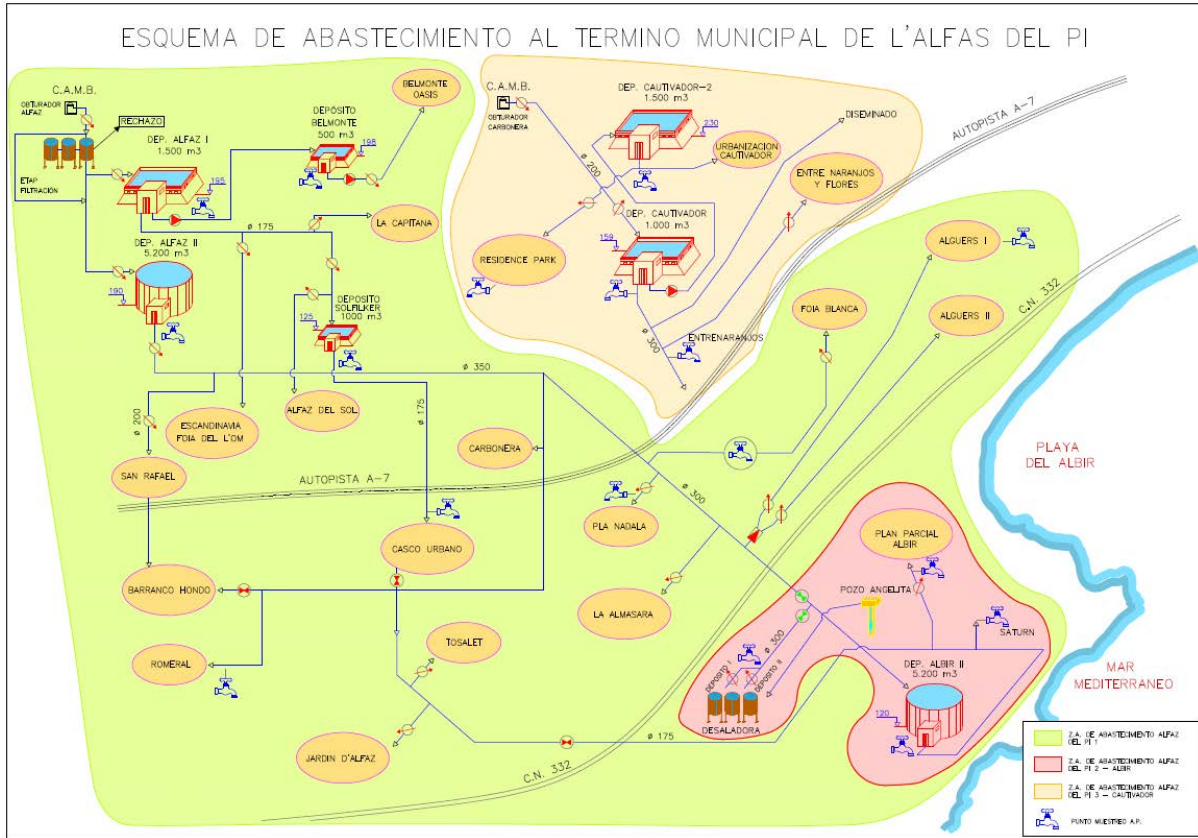 ESQUEMA DE ABASTECIMIENTO AL TERMINO MUNICIPAL DE L'ALFAS DEL PI
C.A.M.B.
OBTURADOR
ALFAZ
RECHAZO
ETAP
FILTRACIÓN
DEP. ALFAZ I
1.500 m3
195
DEPÓSITO
BELMONTE
500 m3
198
BELMONTE
OASIS
LA CAPITANA
ø 175
DEP. ALFAZ II
5.200 m3
190
DEPOSITO
SOLFILKER
1000 m3
125
ø 350
ø 200
ø 175
ESCANDINAVIA
FOIA DEL L'OM
ALFAZ DEL SOL
SAN RAFAEL
CARBONERA
AUTOPISTA A-7
CASCO URBANO
BARRANCO HONDO
ROMERAL
TOSALET
JARDIN D'ALFAZ
C.N. 332
ø 175
C.A.M.B.
OBTURADOR
CARBONERA
DEP. CAUTIVADOR-2
1.500 m3
230
ø 200
URBANIZACION
CAUTIVADOR
DISEMINADO
AUTOPISTA A-7
ENTRE NARANJOS
Y FLORES
RESIDENCE PARK
DEP. CAUTIVADOR
1.000 m3
159
ø 300
ENTRENARANJOS
FOIA BLANCA
ALGUERS I
ALGUERS II
C.N. 332
PLA NADALA
ø 300
LA ALMASARA
PLAYA
DEL ALBIR
PLAN PARCIAL
ALBIR
POZO ANGELITA
SATURN
DEPOSITO I
ø 300
DEPOSITO II
DESALADORA
DEP. ALBIR II
5.200 m3
120
MAR
MEDITERRANEO
Z.A. DE ABASTECIMIENTO ALFAZ
DEL PI 1
Z.A. DE ABASTECIMIENTO ALFAZ
DEL PI 2 - ALBIR
Z.A. DE ABASTECIMIENTO ALFAZ
DEL PI 3 - CAUTIVADOR
PUNTO MUESTREO A.P.